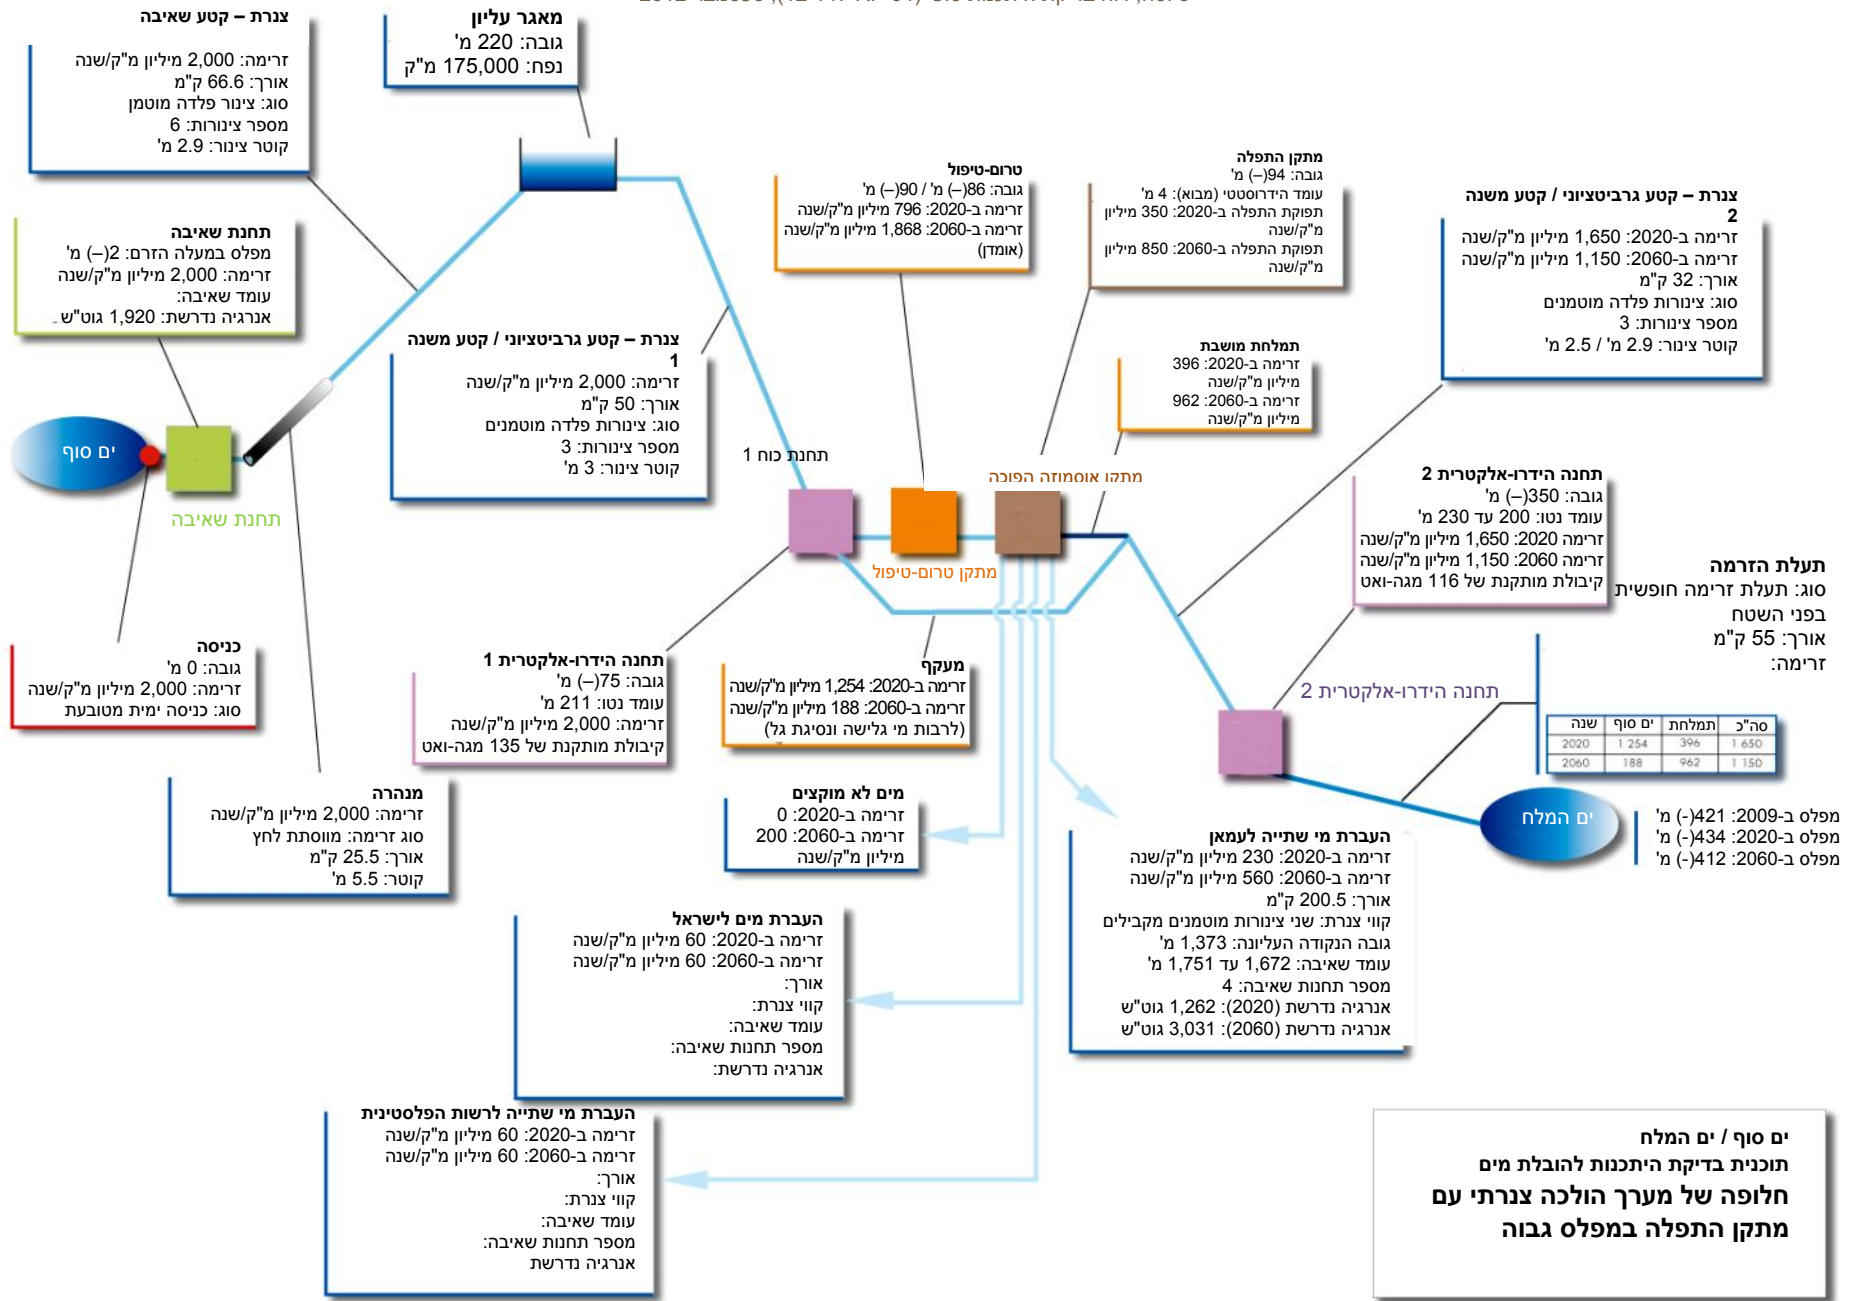 צנרת – קטע שאיבה
זרימה: 2,000 מיליון מ"ק/שנה
אורך: 66.6 ק"מ
סוג: צינור פלדה מוטמן
מספר צינורות: 6
קוטר צינור: 2.9 מ'
מאגר עליון
גובה: 220 מ'
נפח: 175,000 מ"ק
תחנת שאיבה
מפלס במעלה הזרם: 2(–) מ'
זרימה: 2,000 מיליון מ"ק/שנה
עומד שאיבה:
אנרגיה נדרשת: 1,920 גוט"ש
צנרת – קטע גרביטציוני / קטע משנה
1
זרימה: 2,000 מיליון מ"ק/שנה
אורך: 50 ק"מ
סוג: צינורות פלדה מוטמנים
מספר צינורות: 3
קוטר צינור: 3 מ'
טרום-טיפול
גובה: 86(–) מ' / 90(–) מ'
זרימה ב-2020: 796 מיליון מ"ק/שנה
זרימה ב-2060: 1,868 מיליון מ"ק/שנה
(אומדן)
מתקן התפלה
גובה: 94(–) מ'
עומד הידרוסטטי (מבוא): 4 מ'
תפוקת התפלה ב-2020: 350 מיליון
מ"ק/שנה
תפוקת התפלה ב-2060: 850 מיליון
מ"ק/שנה
תמלחת מושבת
זרימה ב-2020: 396
מיליון מ"ק/שנה
זרימה ב-2060: 962
מיליון מ"ק/שנה
צנרת – קטע גרביטציוני / קטע משנה
2
זרימה ב-2020: 1,650 מיליון מ"ק/שנה
זרימה ב-2060: 1,150 מיליון מ"ק/שנה
אורך: 32 ק"מ
סוג: צינורות פלדה מוטמנים
מספר צינורות: 3
קוטר צינור: 2.9 מ' / 2.5 מ'
ים סוף
תחנת שאיבה
תחנת כוח 1
מתקן אוסמוזה הפוכה
מתקן טרום-טיפול
תחנה הידרו-אלקטרית 2
גובה: 350(–) מ'
עומד נטו: 200 עד 230 מ'
זרימה 2020: 1,650 מיליון מ"ק/שנה
זרימה 2060: 1,150 מיליון מ"ק/שנה
קיבולת מותקנת של 116 מגה-ואט
תעלת הזרמה
סוג: תעלת זרימה חופשית
בפני השטח
אורך: 55 ק"מ
זרימה:
שנה ים סוף תמלחת סה"כ
2020 1 254 396 1 650
2060 188 962 1 150
תחנה הידרו-אלקטרית 2
כניסה
גובה: 0 מ'
זרימה: 2,000 מיליון מ"ק/שנה
סוג: כניסה ימית מטובעת
תחנה הידרו-אלקטרית 1
גובה: 75(–) מ'
עומד נטו: 211 מ'
זרימה: 2,000 מיליון מ"ק/שנה
קיבולת מותקנת של 135 מגה-ואט
מעקף
זרימה ב-2020: 1,254 מיליון מ"ק/שנה
זרימה ב-2060: 188 מיליון מ"ק/שנה
(לרבות מי גלישה ונסיגת גל)
מנהרה
זרימה: 2,000 מיליון מ"ק/שנה
סוג זרימה: מווסתת לחץ
אורך: 25.5 ק"מ
קוטר: 5.5 מ'
מים לא מוקצים
זרימה ב-2020: 0
זרימה ב-2060: 200
מיליון מ"ק/שנה
ים המלח
מפלס ב-2009: 421(-) מ'
מפלס ב-2020: 434(-) מ'
מפלס ב-2060: 412(-) מ'
העברת מי שתייה לעמאן
זרימה ב-2020: 230 מיליון מ"ק/שנה
זרימה ב-2060: 560 מיליון מ"ק/שנה
אורך: 200.5 ק"מ
קווי צנרת: שני צינורות מוטמנים מקבילים
גובה הנקודה העליונה: 1,373 מ'
עומד שאיבה: 1,672 עד 1,751 מ'
מספר תחנות שאיבה: 4
אנרגיה נדרשת (2020): 1,262 גוט"ש
אנרגיה נדרשת (2060): 3,031 גוט"ש
העברת מים לישראל
זרימה ב-2020: 60 מיליון מ"ק/שנה
זרימה ב-2060: 60 מיליון מ"ק/שנה
אורך:
קווי צנרת:
עומד שאיבה:
מספר תחנות שאיבה:
אנרגיה נדרשת:
העברת מי שתייה לרשות הפלסטינית
זרימה ב-2020: 60 מיליון מ"ק/שנה
זרימה ב-2060: 60 מיליון מ"ק/שנה
אורך:
קווי צנרת:
עומד שאיבה:
מספר תחנות שאיבה:
אנרגיה נדרשת
ים סוף / ים המלח
תוכנית בדיקת היתכנות להובלת מים
חלופה של מערך הולכה צנרתי עם
מתקן התפלה במפלס גבוה